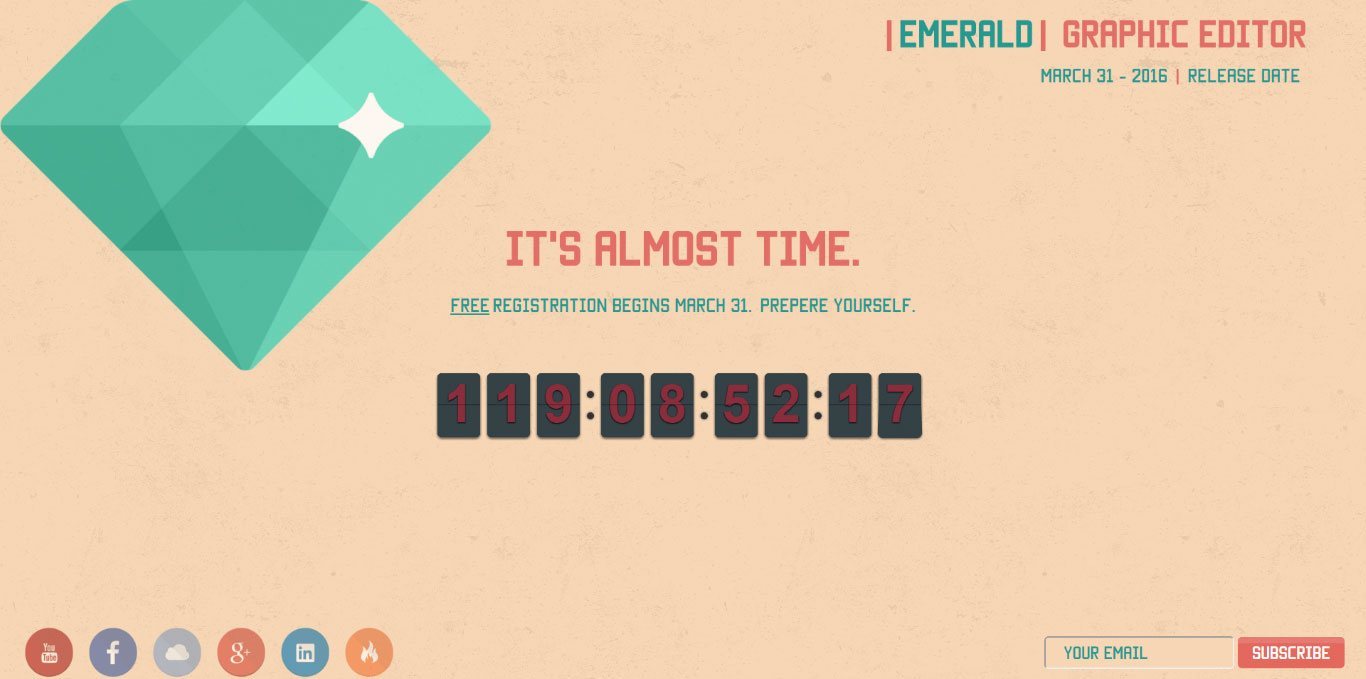 |EMERALD| GRAPHIC EDITOR
MARCH 31 - 2016 | RELEASE DATE
IT'S ALMOST TIME.
FREE REGISTRATION BEGINS MARCH 31. PREPERE YOURSELF.
119:08:52:17
You Tube
f
g+
in
YOUR EMAIL
SUBSCRIBE